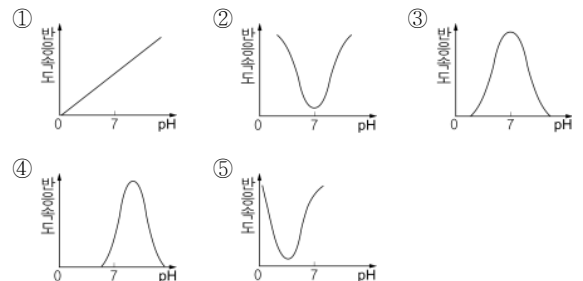 ① 반응속도 0 7 pH
② 반응속도 0 7 pH
③ 반응속도 0 7 pH
④ 반응속도 0 7 pH
⑤ 반응속도 0 7 pH